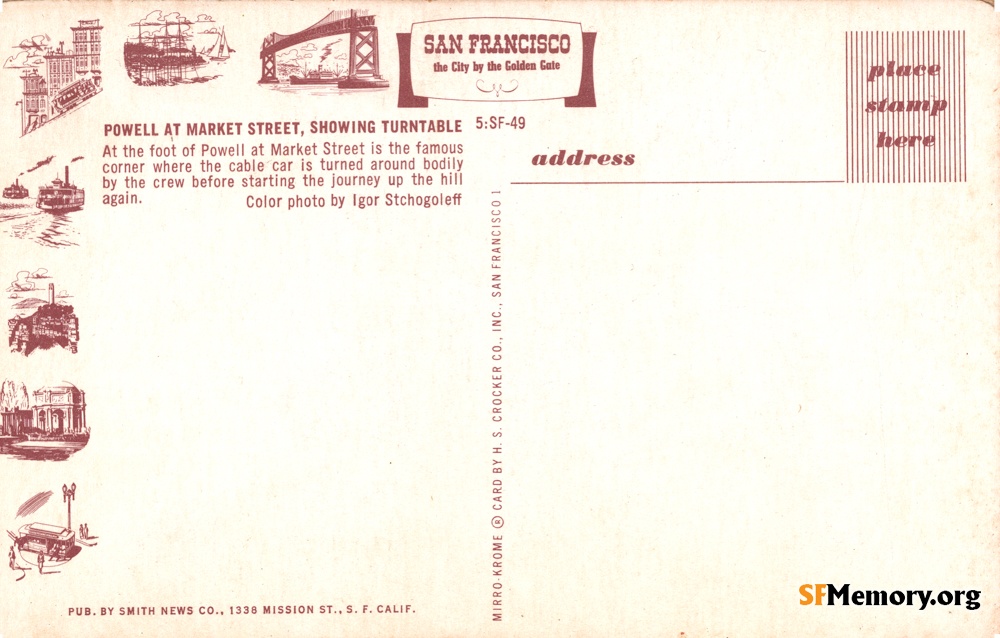 SAN FRANCISCO
the City by the Golden Gate
place
stamp
here
POWELL AT MARKET STREET, SHOWING TURNTABLE 5:SF-49
At the foot of Powell at Market Street is the famous
corner where the cable car is turned around bodily
by the crew before starting the journey up the hill
again. Color photo by Igor Stchogoleff
address
MIRRO-KROME ® CARD BY H. S. CROCKER CO., INC., SAN FRANCISCO 1
PUB. BY SMITH NEWS CO., 1338 MISSION ST., S. F. CALIF.
SFMemory.org